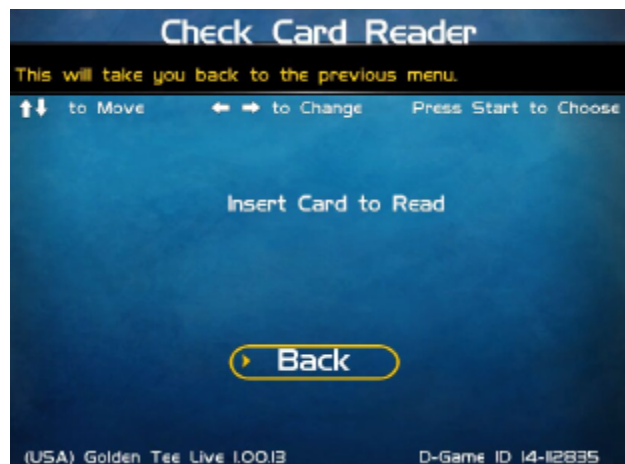 Check Card Reader
This will take you back to the previous menu.
↑↓ to Move ← → to Change Press Start to Choose
Insert Card to Read
Back
(USA) Golden Tee Live 1.00.13 D-Game ID 14-112835